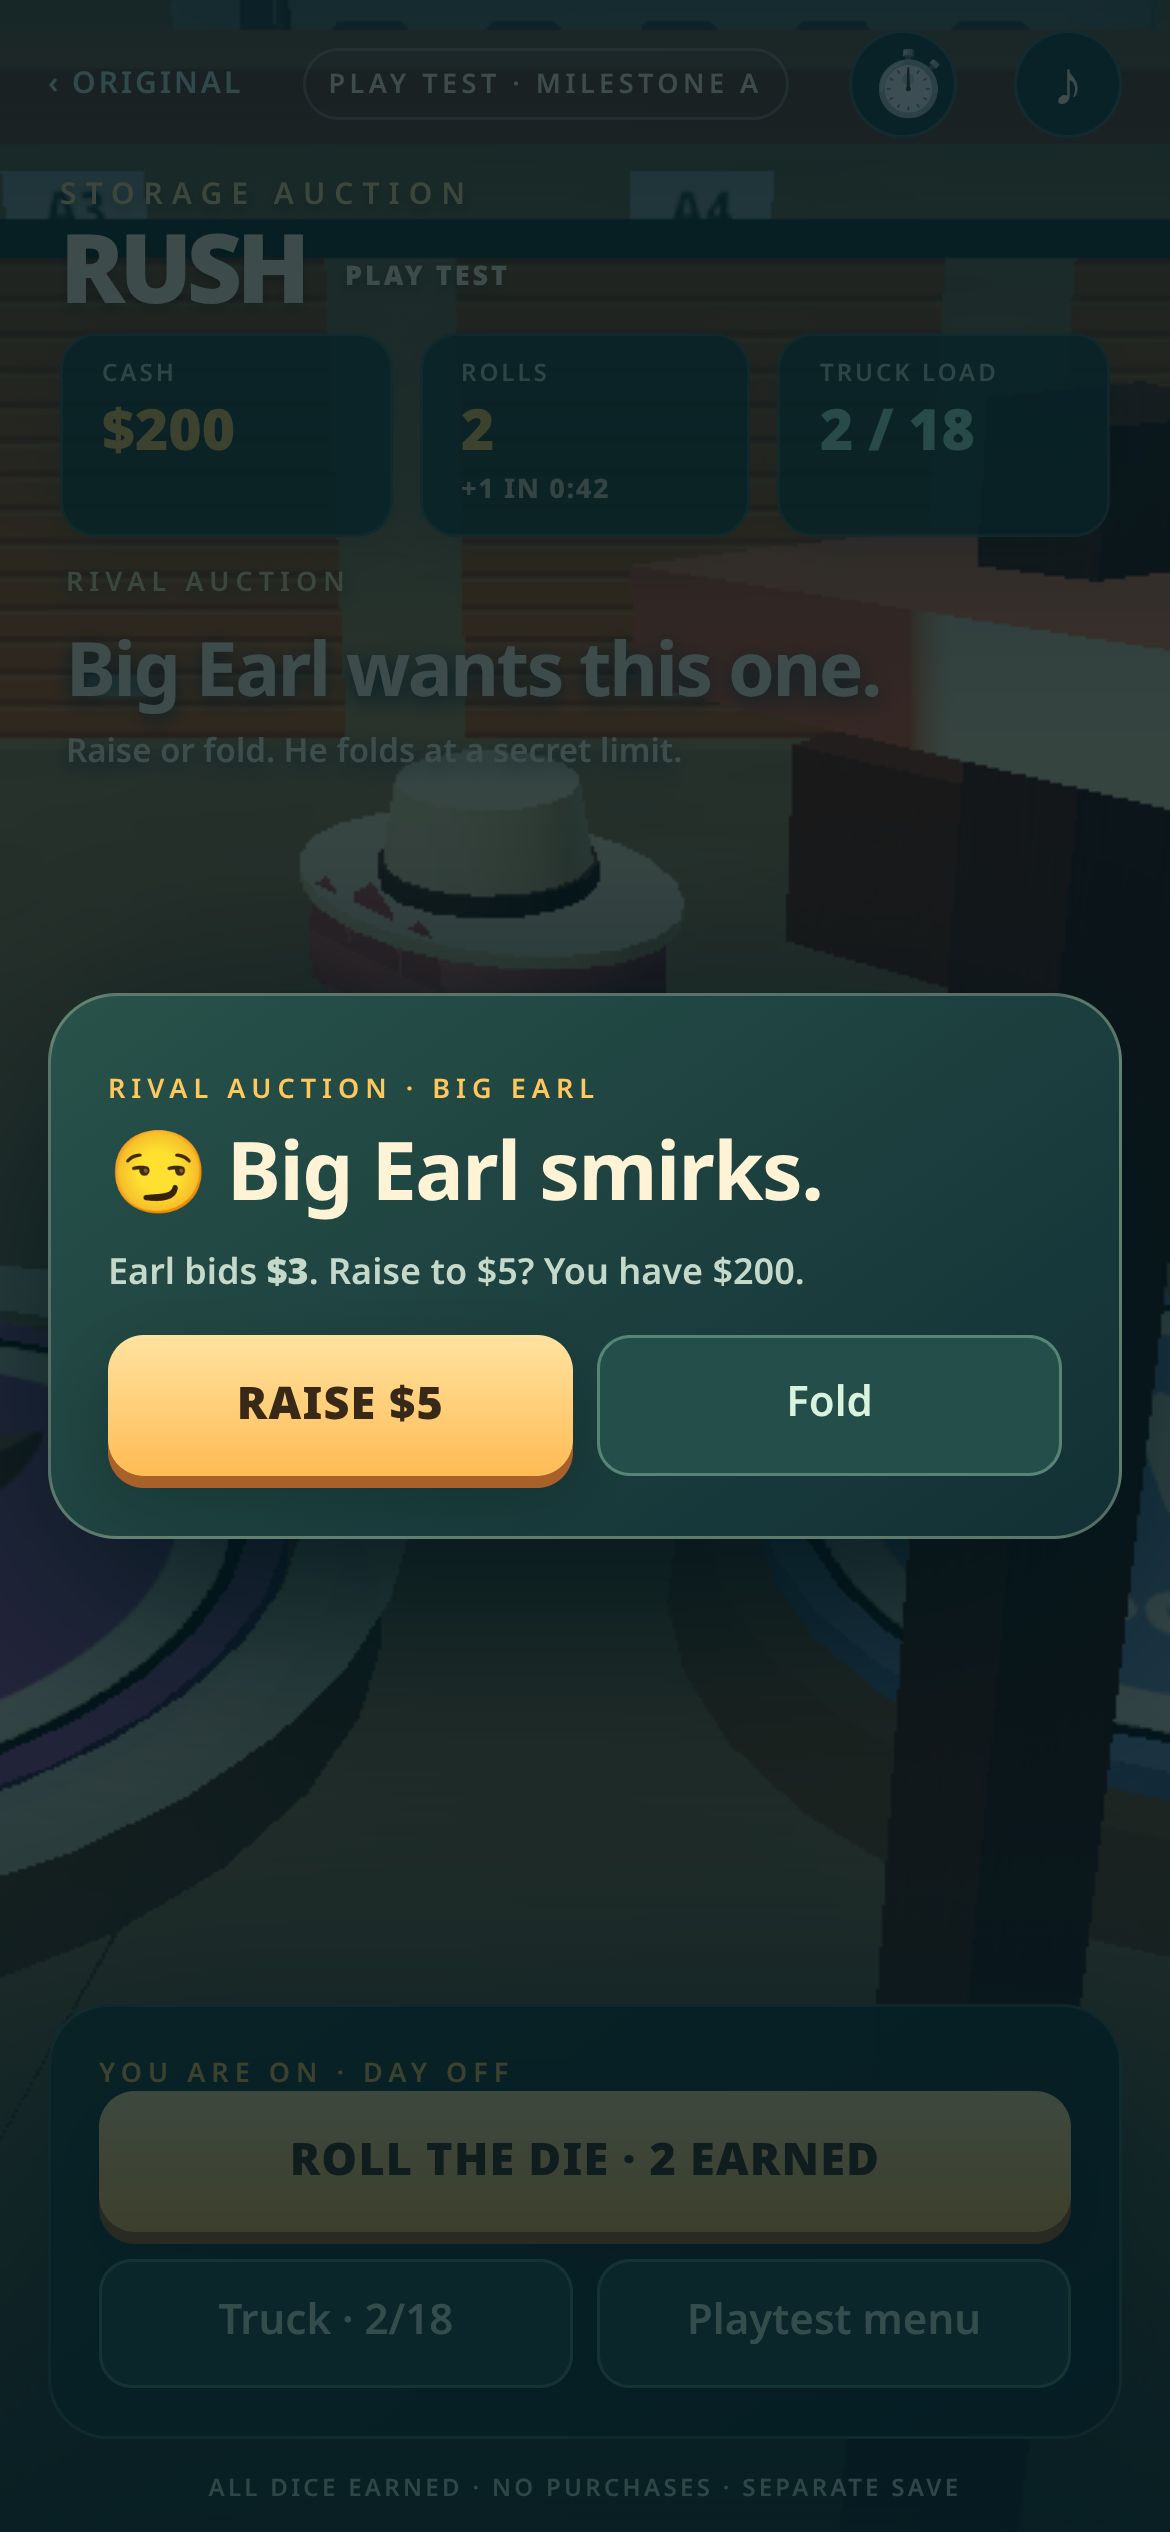 ‹ ORIGINAL
PLAY TEST · MILESTONE A
A3
A4
STORAGE AUCTION
RUSH
PLAY TEST
CASH
$200
ROLLS
2
+1 IN 0:42
TRUCK LOAD
2 / 18
RIVAL AUCTION
Big Earl wants this one.
Raise or fold. He folds at a secret limit.
RIVAL AUCTION · BIG EARL
😏 Big Earl smirks.
Earl bids $3. Raise to $5? You have $200.
RAISE $5
Fold
YOU ARE ON · DAY OFF
ROLL THE DIE · 2 EARNED
Truck · 2/18
Playtest menu
ALL DICE EARNED · NO PURCHASES · SEPARATE SAVE